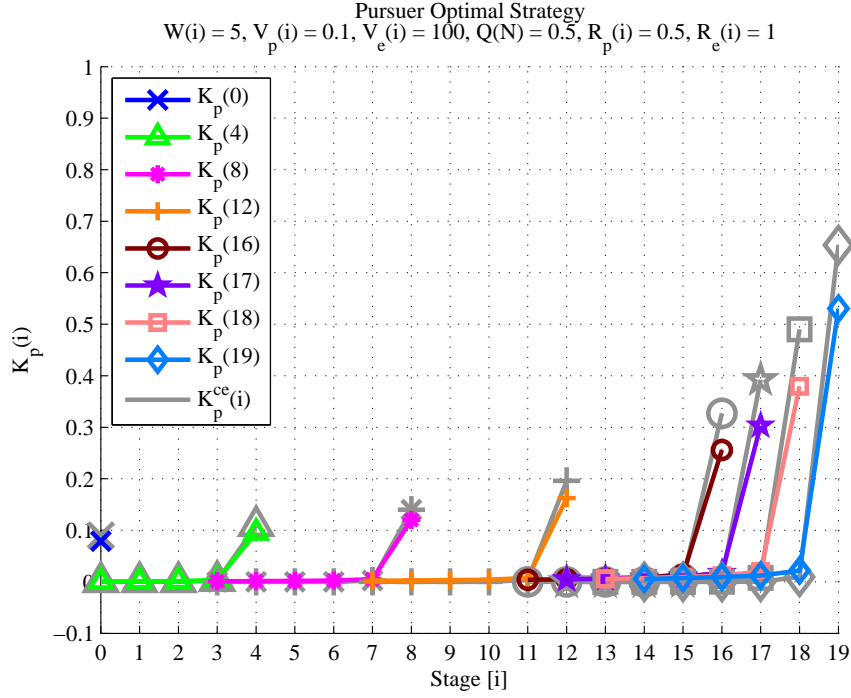 Pursuer Optimal Strategy
W(i) = 5, V_p(i) = 0.1, V_e(i) = 100, Q(N) = 0.5, R_p(i) = 0.5, R_e(i) = 1
1
0.9
0.8
0.7
0.6
0.5
0.4
0.3
0.2
0.1
0
−0.1
K_p(i)
K_p(0)
K_p(4)
K_p(8)
K_p(12)
K_p(16)
K_p(17)
K_p(18)
K_p(19)
K_p^ce(i)
0 1 2 3 4 5 6 7 8 9 10 11 12 13 14 15 16 17 18 19
Stage [i]